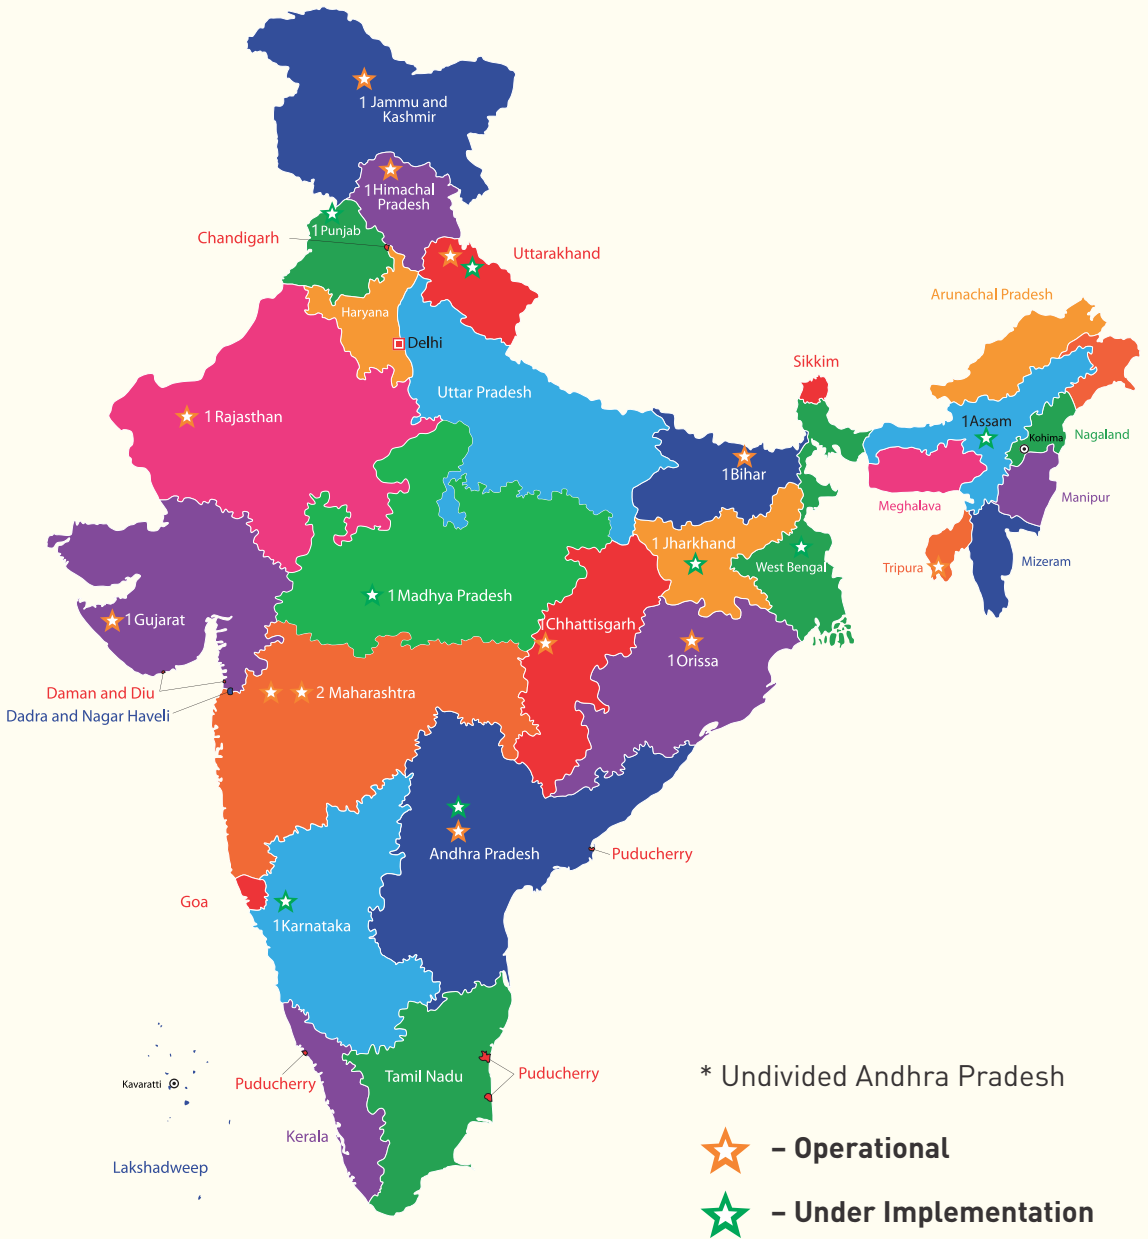 1 Jammu and
Kashmir
1 Himachal
Pradesh
1 Punjab
Chandigarh
Uttarakhand
Haryana
Delhi
Arunachal Pradesh
Sikkim
Uttar Pradesh
1 Rajasthan
1 Assam
Kohima
Nagaland
1 Bihar
Meghalava
Manipur
1 Jharkhand
West Bengal
Tripura
Mizeram
1 Madhya Pradesh
1 Gujarat
1 Chhattisgarh
1 Orissa
Daman and Diu
2 Maharashtra
Dadra and Nagar Haveli
Andhra Pradesh
Puducherry
Goa
1 Karnataka
Kavaratti
Puducherry
Tamil Nadu
Puducherry
* Undivided Andhra Pradesh
Kerala
– Operational
Lakshadweep
– Under Implementation